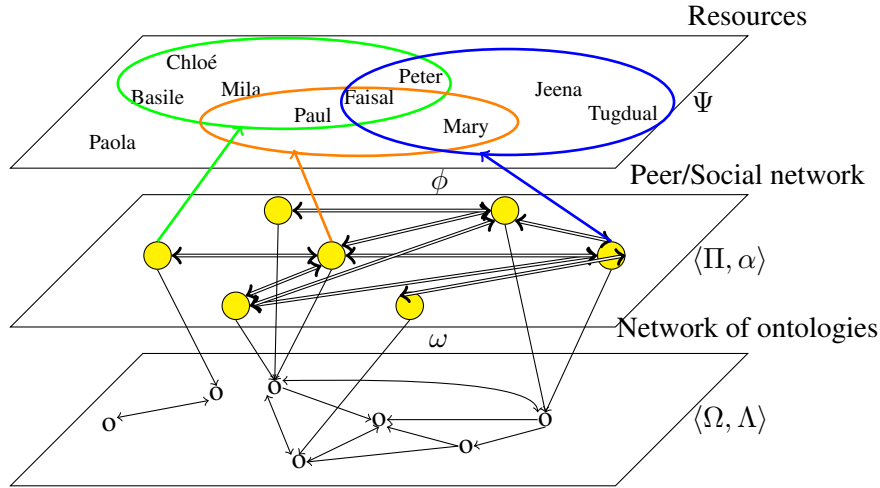 Resources
Chloé
Peter
Mila
Jeena
Basile
Faisal
Ψ
Tugdual
Paul
Mary
Paola
ϕ
Peer/Social network
⟨Π, α⟩
Network of ontologies
ω
o
o
o
o
o
o
o
⟨Ω, Λ⟩